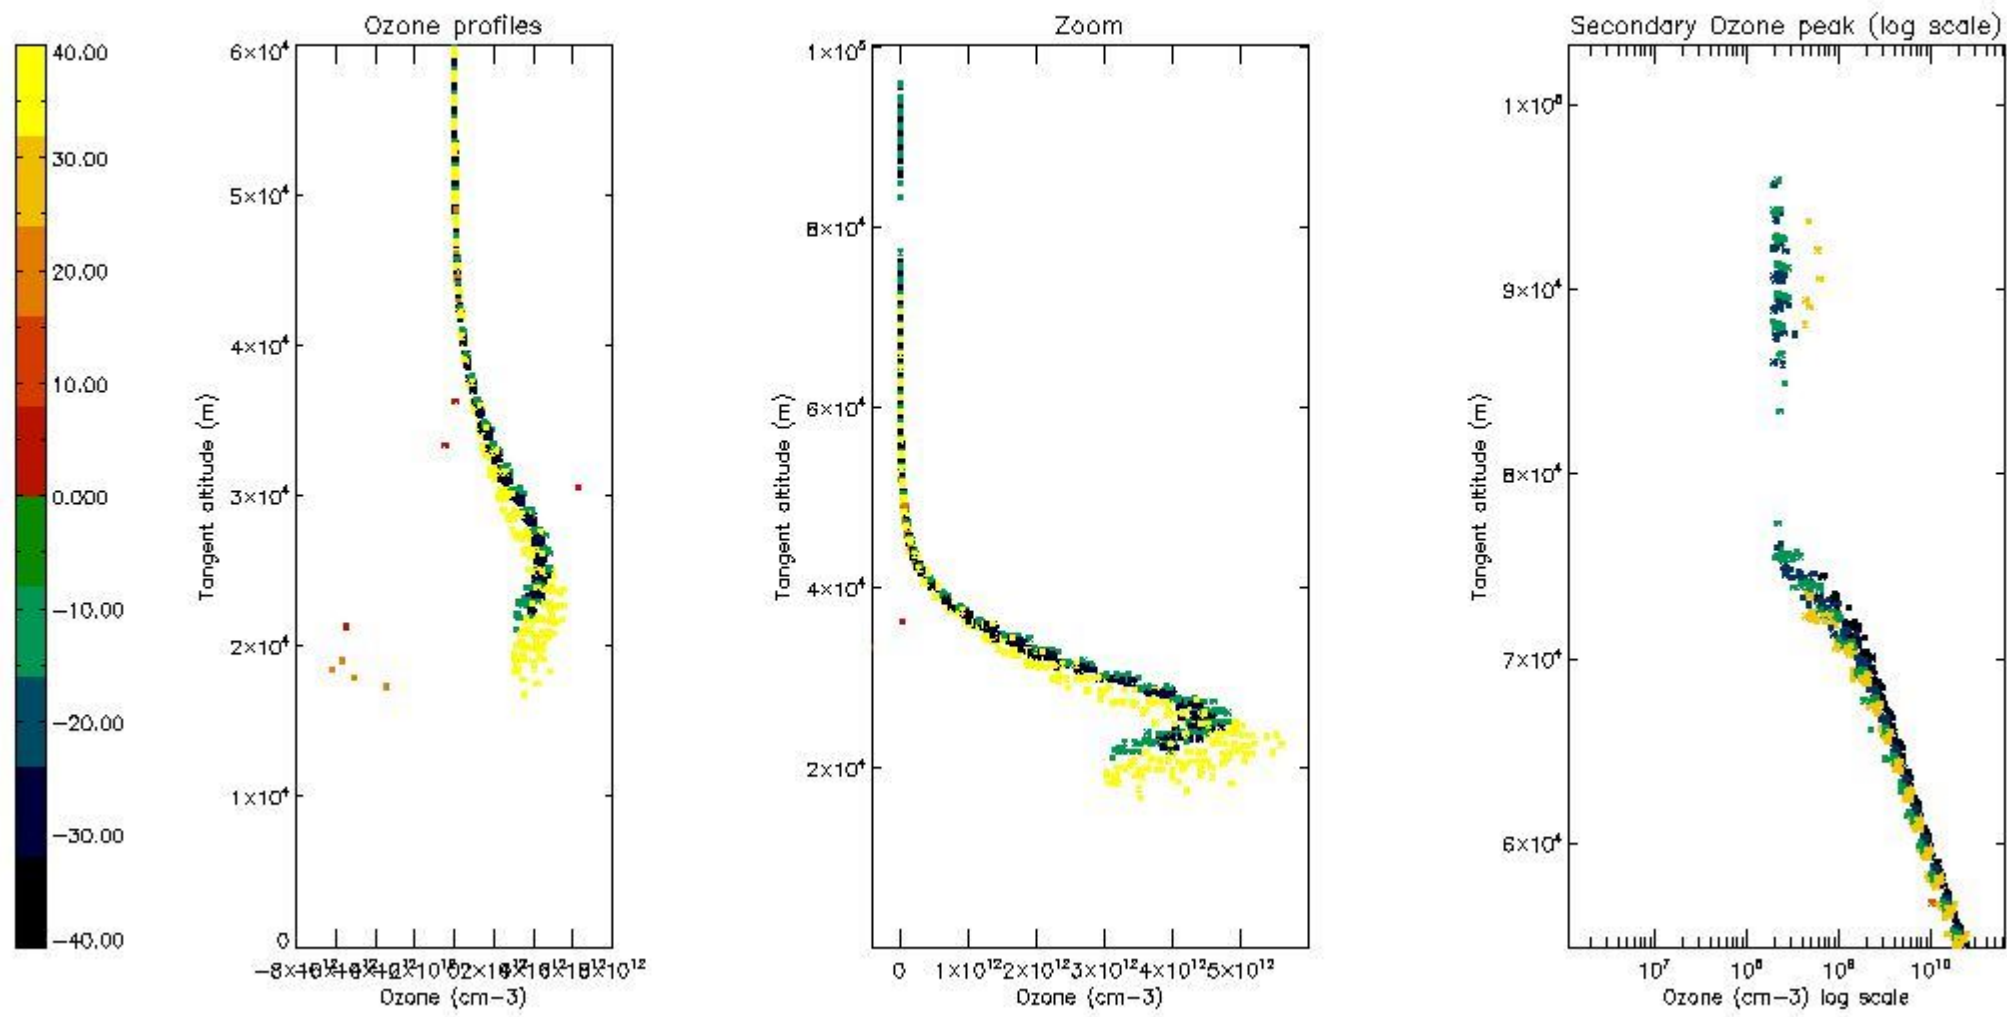 Ozone profiles
Zoom
Secondary Ozone peak (log scale)
40.00
30.00
20.00
10.00
−10.00
−20.00
−30.00
−40.00
6×10⁴
5×10⁴
4×10⁴
3×10⁴
2×10⁴
1×10⁴
0
Tangent altitude (m)
Ozone (cm−3)
1×10⁵
8×10⁴
6×10⁴
4×10⁴
2×10⁴
Tangent altitude (m)
0 1×10¹² 2×10¹² 3×10¹² 4×10¹² 5×10¹²
Ozone (cm−3)
9×10⁴
8×10⁴
7×10⁴
6×10⁴
Tangent altitude (m)
10⁷ 10⁸ 10⁹ 10¹⁰
Ozone (cm−3) log scale